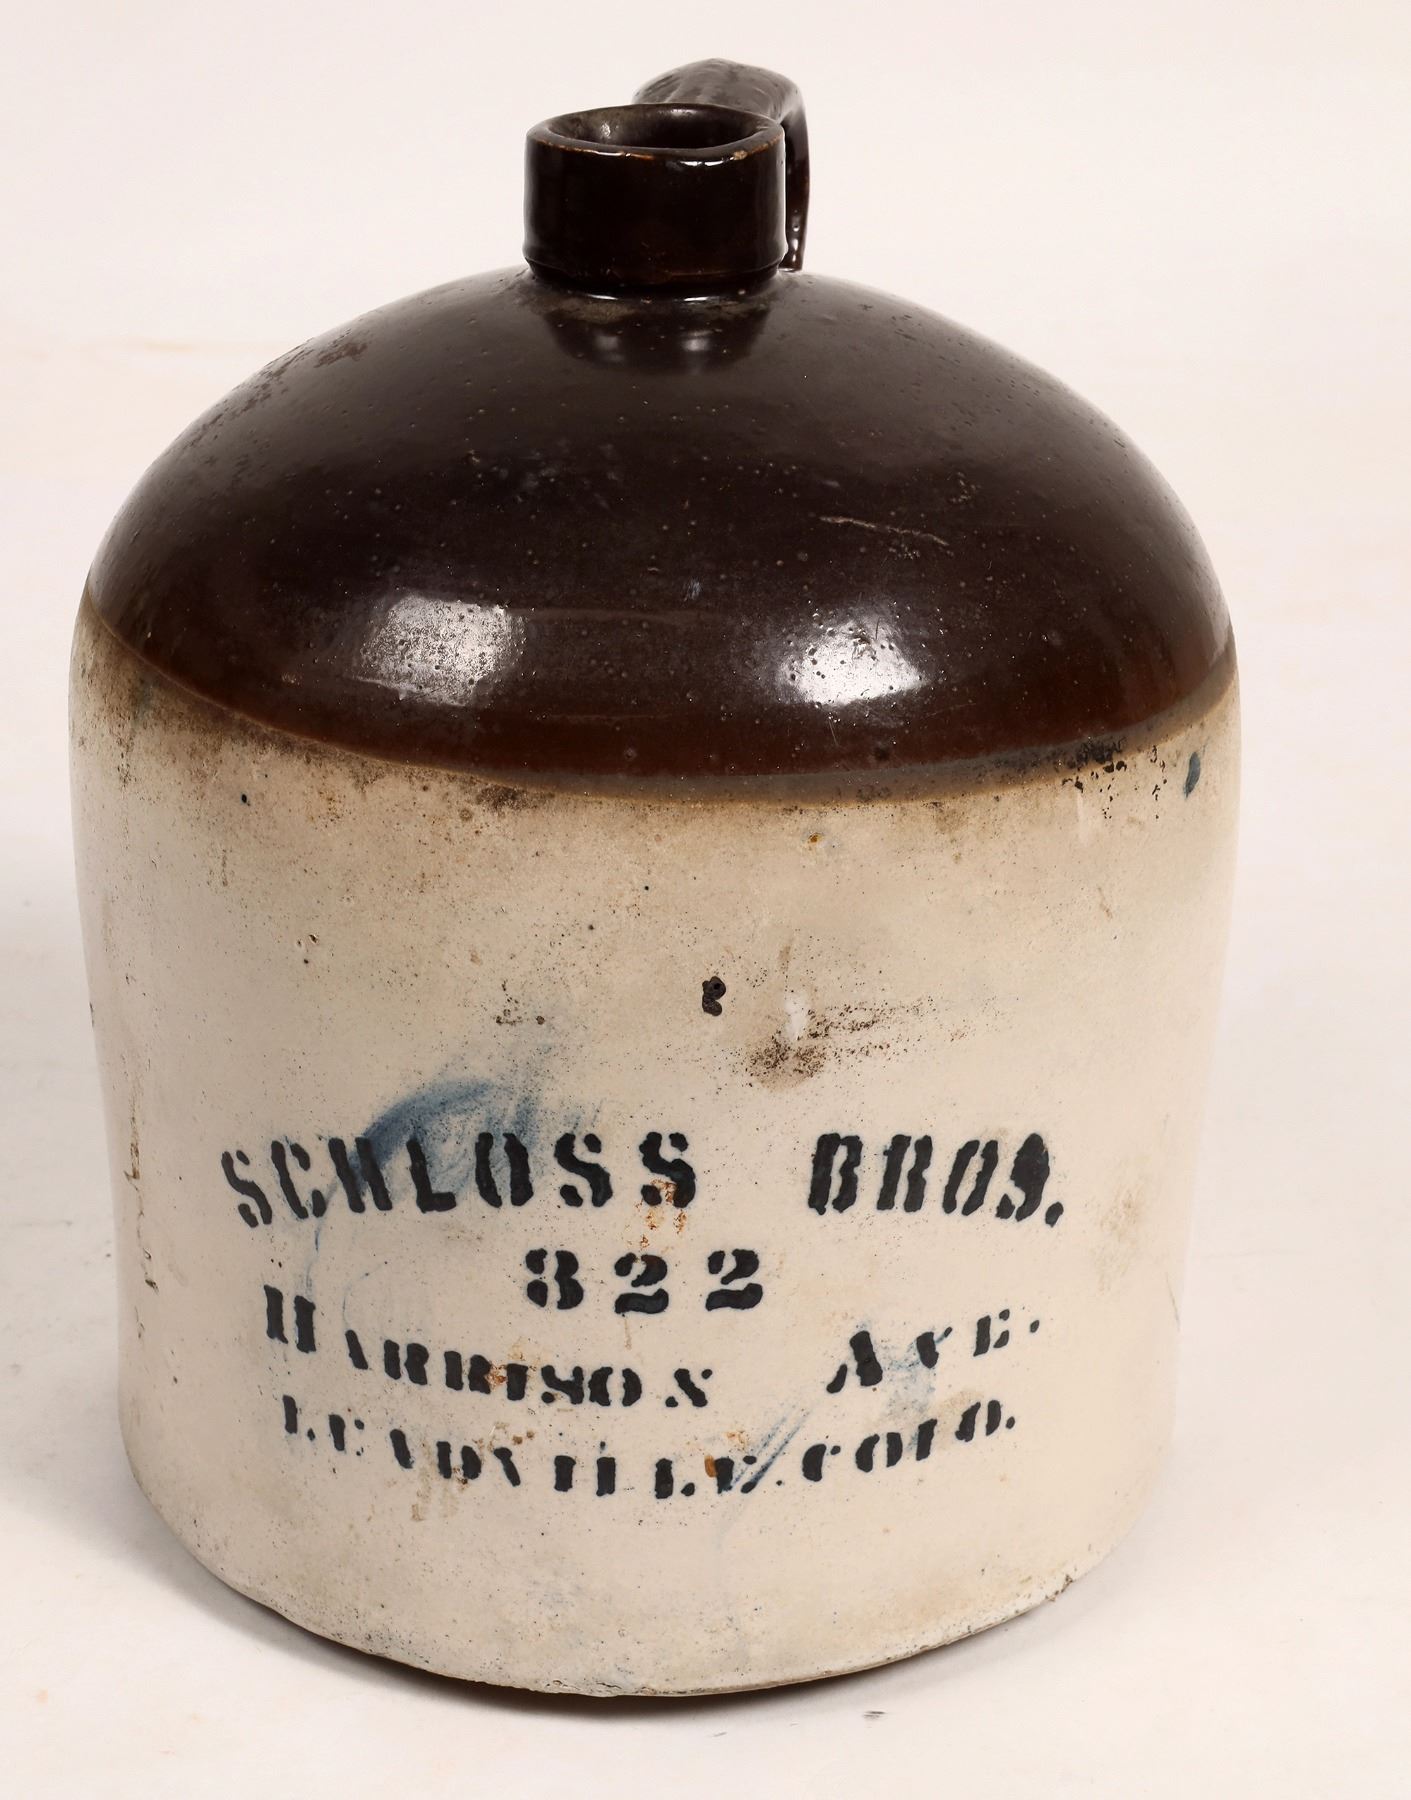 SCHLOSS BROS.
322
HARRISON AVE.
LEADVILLE. COLO.